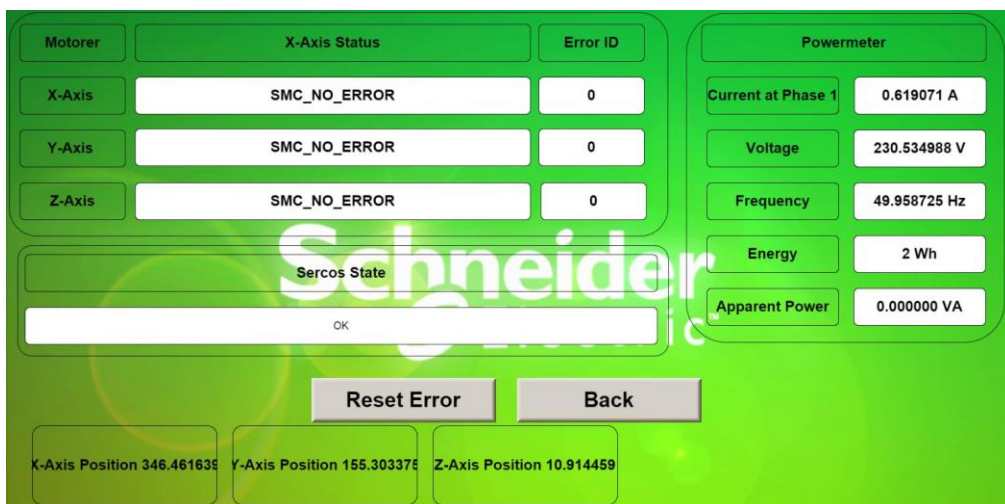 Motorer X-Axis Status Error ID
X-Axis SMC_NO_ERROR 0
Y-Axis SMC_NO_ERROR 0
Z-Axis SMC_NO_ERROR 0
Powermeter
Current at Phase 1 0.619071 A
Voltage 230.534988 V
Frequency 49.958725 Hz
Energy 2 Wh
Apparent Power 0.000000 VA
Schneider
Sercos State
OK
Reset Error Back
X-Axis Position 346.461639 Y-Axis Position 155.303375 Z-Axis Position 10.914459